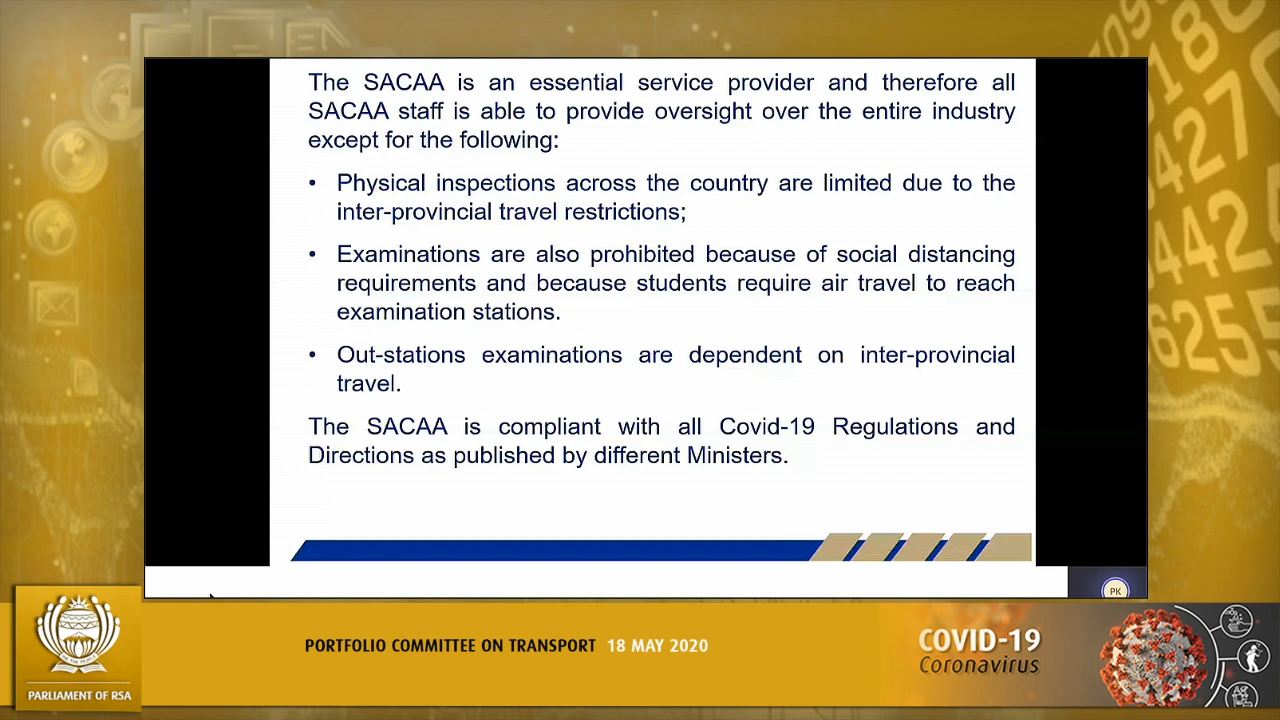 The SACAA is an essential service provider and therefore all
SACAA staff is able to provide oversight over the entire industry
except for the following:
• Physical inspections across the country are limited due to the
inter-provincial travel restrictions;
• Examinations are also prohibited because of social distancing
requirements and because students require air travel to reach
examination stations.
• Out-stations examinations are dependent on inter-provincial
travel.
The SACAA is compliant with all Covid-19 Regulations and
Directions as published by different Ministers.
PK
PORTFOLIO COMMITTEE ON TRANSPORT 18 MAY 2020
COVID-19
Coronavirus
PARLIAMENT OF RSA